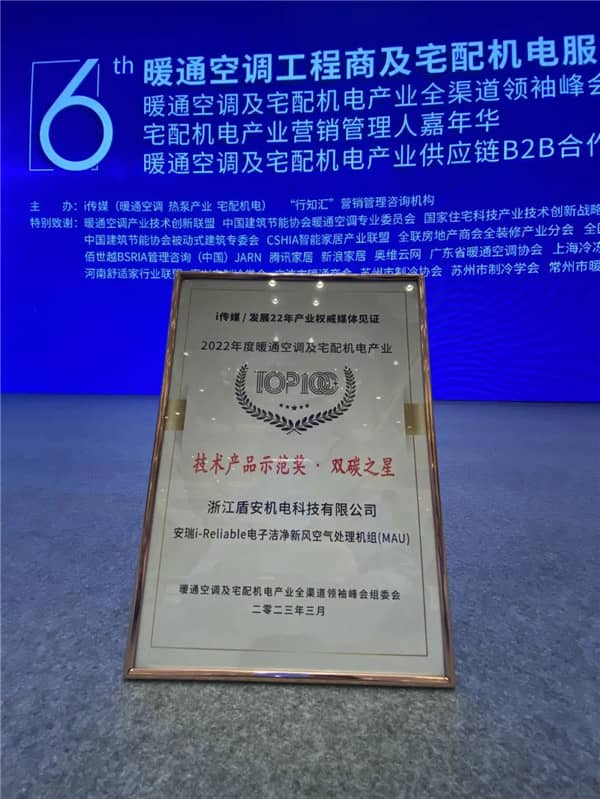 6th 暖通空调工程商及宅配机电服
暖通空调及宅配机电产业全渠道领袖峰会
宅配机电产业营销管理人嘉年华
暖通空调及宅配机电产业供应链B2B合作
主 办：i传媒（暖通空调 热泵产业 宅配机电） “行知汇”营销管理咨询机构
特别致谢：暖通空调产业技术创新联盟 中国建筑节能协会暖通空调专业委员会 国家住宅科技产业技术创新战略
中国建筑节能协会被动式建筑专委会 CSHIA智能家居产业联盟 全联房地产商会全装修产业分会 全国
佰世越BSRIA管理咨询（中国）JARN 腾讯家居 新浪家居 奥维云网 广东省暖通空调协会 上海冷冻
河南舒适家行业联盟 苏州市制冷协会 苏州市制冷学会 常州市暖
i传媒/发展22年产业权威媒体见证
2022年度暖通空调及宅配机电产业
TOP100+
技术产品示范奖·双碳之星
浙江盾安机电科技有限公司
安瑞i-Reliable电子洁净新风空气处理机组(MAU)
暖通空调及宅配机电产业全渠道领袖峰会组委会
二零二三年三月